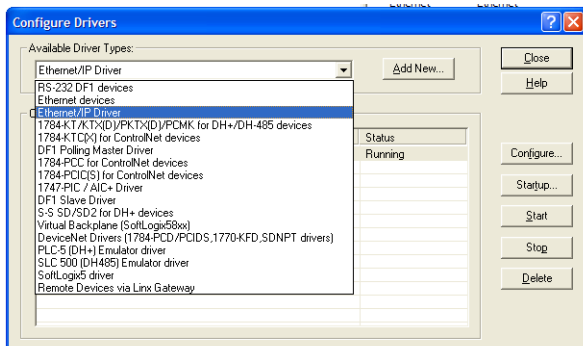 Configure Drivers
Available Driver Types:
Ethernet/IP Driver
Add New...
Close
Help
RS-232 DF1 devices
Ethernet devices
Ethernet/IP Driver
1784-KT/KTX(D)/PKTX(D)/PCMK for DH+/DH-485 devices
1784-KTC(X) for ControlNet devices
DF1 Polling Master Driver
1784-PCC for ControlNet devices
1784-PCIC(S) for ControlNet devices
1747-PIC / AIC+ Driver
DF1 Slave Driver
S-S SD/SD2 for DH+ devices
Virtual Backplane (SoftLogix58xx)
DeviceNet Drivers (1784-PCD/PCIDS,1770-KFD,SDNPT drivers)
PLC-5 (DH+) Emulator driver
SLC 500 (DH485) Emulator driver
SoftLogix5 driver
Remote Devices via Linx Gateway
Status
Running
Configure...
Startup...
Start
Stop
Delete